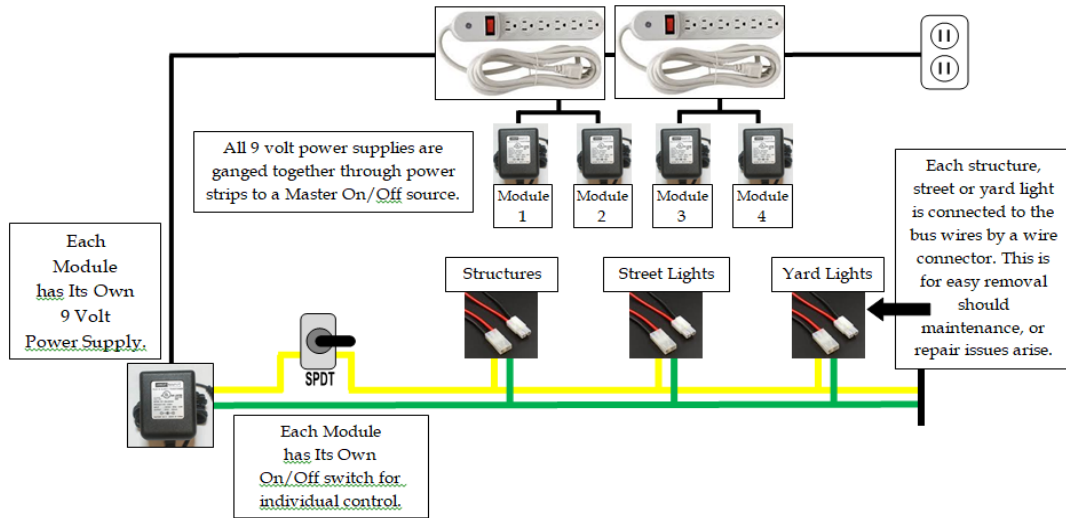 All 9 volt power supplies are
ganged together through power
strips to a Master On/Off source.
Module
1
Module
2
Module
3
Module
4
Each structure,
street or yard light
is connected to the
bus wires by a wire
connector. This is
for easy removal
should
maintenance, or
repair issues arise.
Each
Module
has Its Own
9 Volt
Power Supply.
Structures
Street Lights
Yard Lights
SPDT
Each Module
has Its Own
On/Off switch for
individual control.